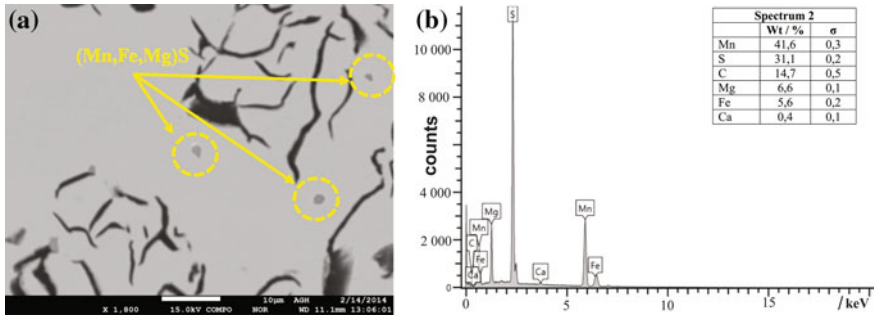 (a)
(Mn,Fe,Mg)S
10μm AGH 2/14/2014
X 1,800 15.0kV COMPO NOR WD 11.1mm 13:06:01
(b)
counts
10 000
8 000
6 000
4 000
2 000
0
S
C
Mn
Fe
Ca
Mg
Ca
Mn
Fe
0 5 10 15 / keV
Spectrum 2
Wt / % σ
Mn 41,6 0,3
S 31,1 0,2
C 14,7 0,5
Mg 6,6 0,1
Fe 5,6 0,2
Ca 0,4 0,1